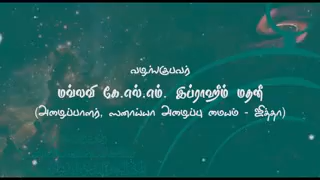 வழங்குபவர்
மவ்லவி கே.எல்.எம். இப்ராஹீம் மதனீ
(அழைப்பாளர், ஸனாய்யா அழைப்பு மையம் - ஜித்தா)